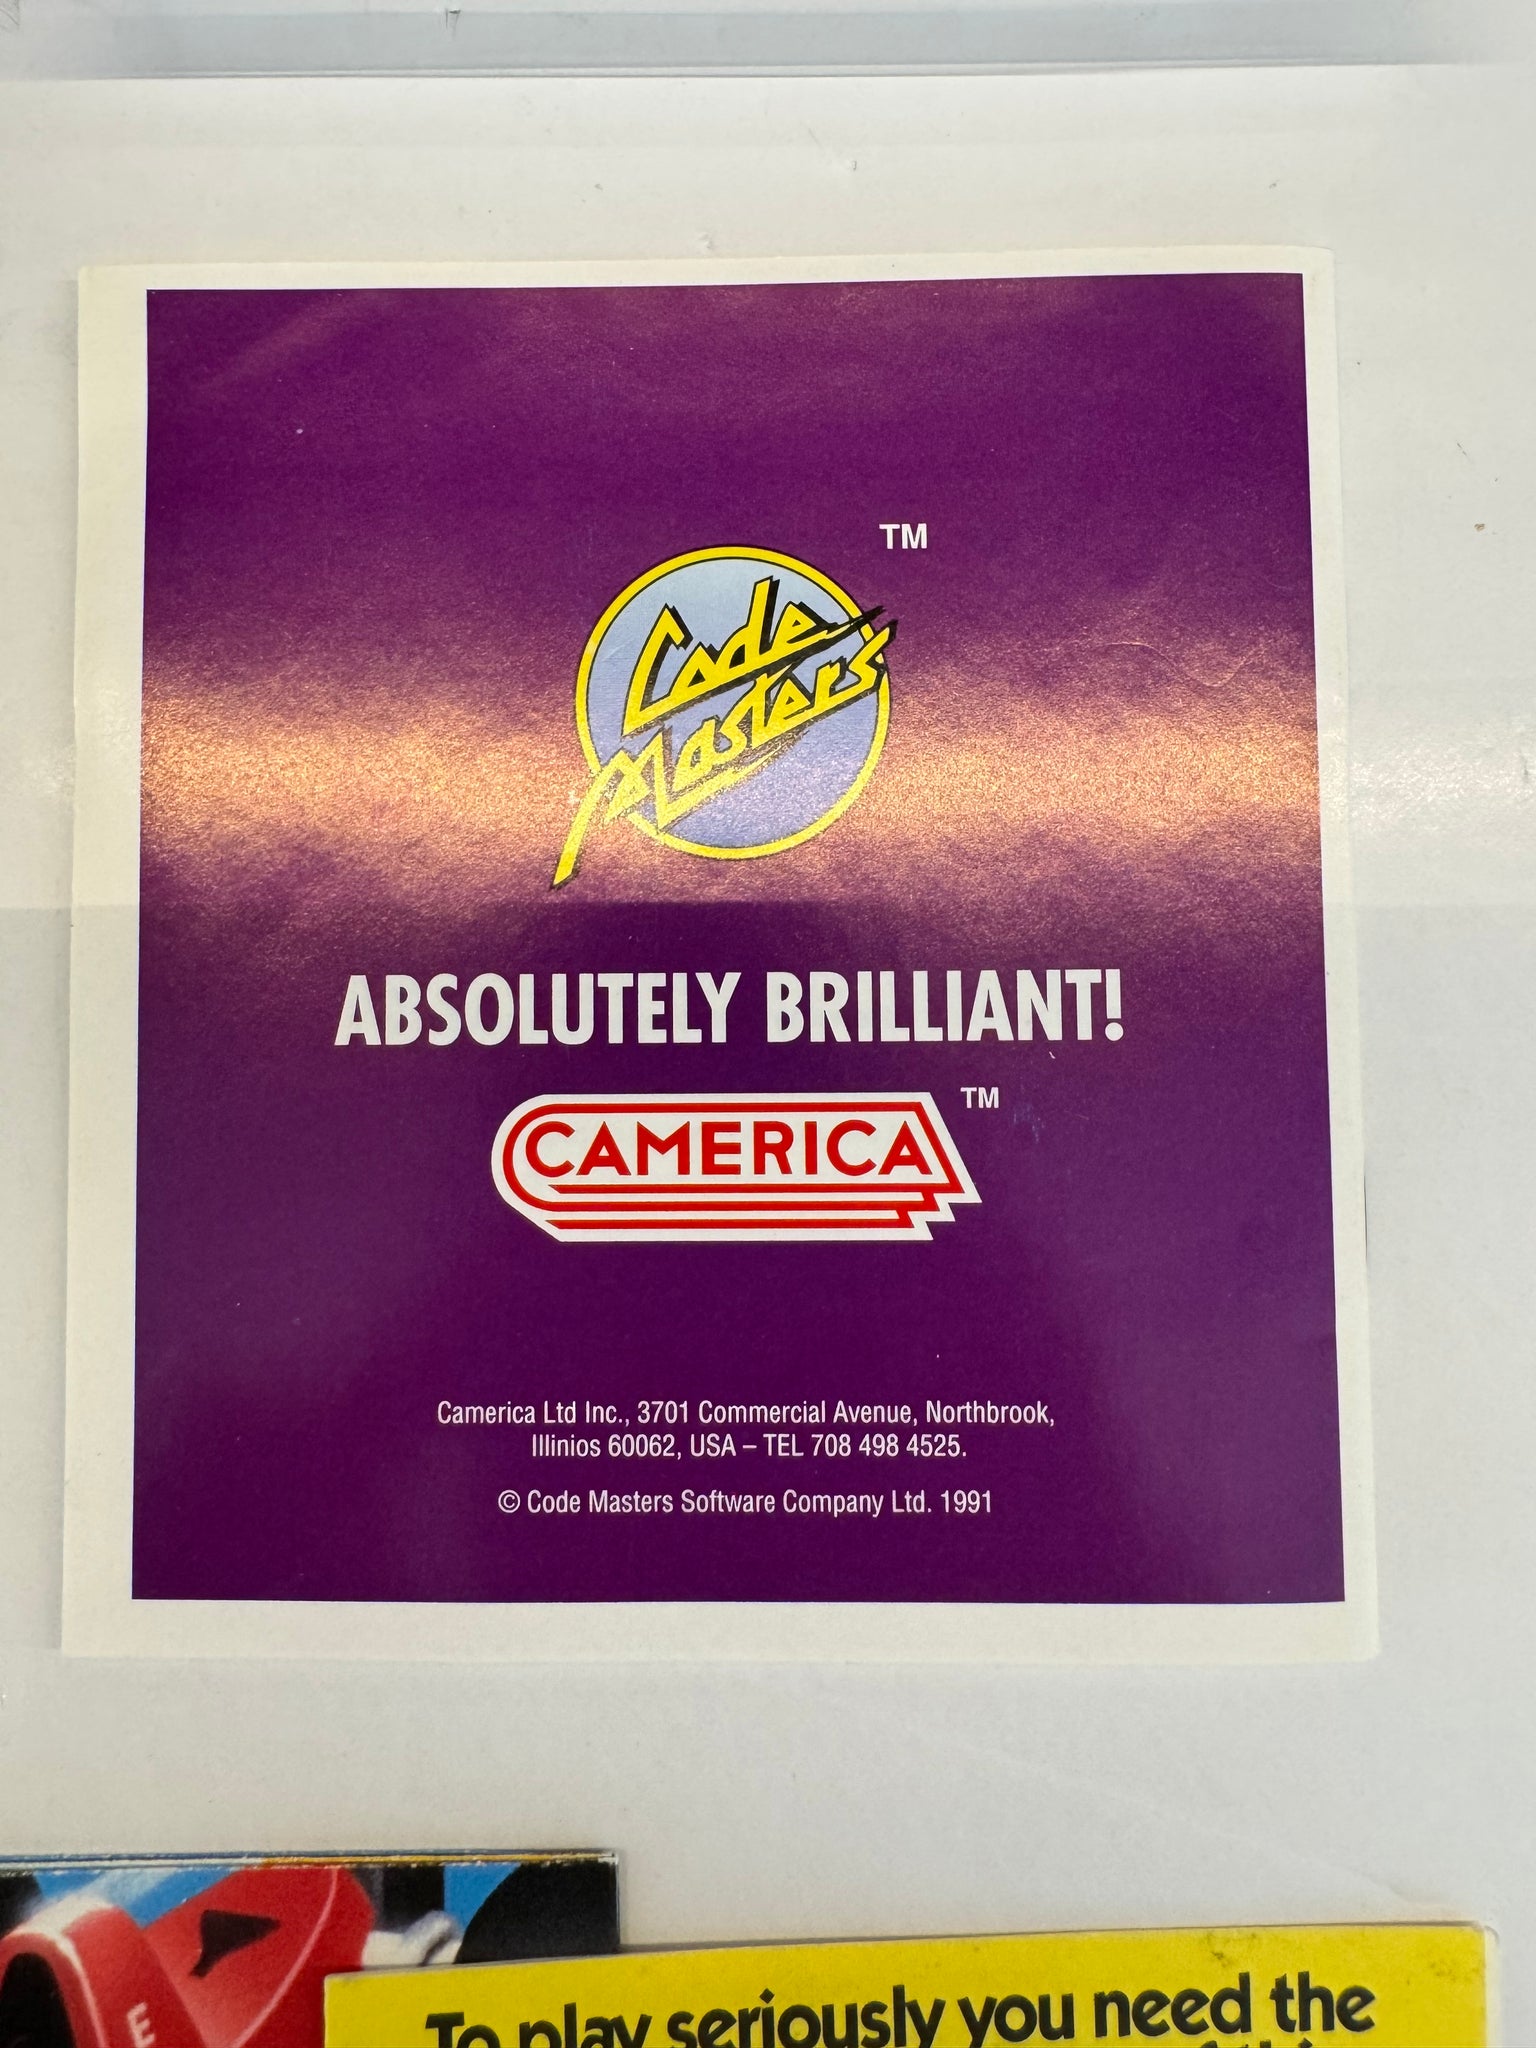 TM
Code
Masters
ABSOLUTELY BRILLIANT!
TM
CAMERICA
Camerica Ltd Inc., 3701 Commercial Avenue, Northbrook,
Illinios 60062, USA – TEL 708 498 4525.
© Code Masters Software Company Ltd. 1991
E
To play seriously you need the